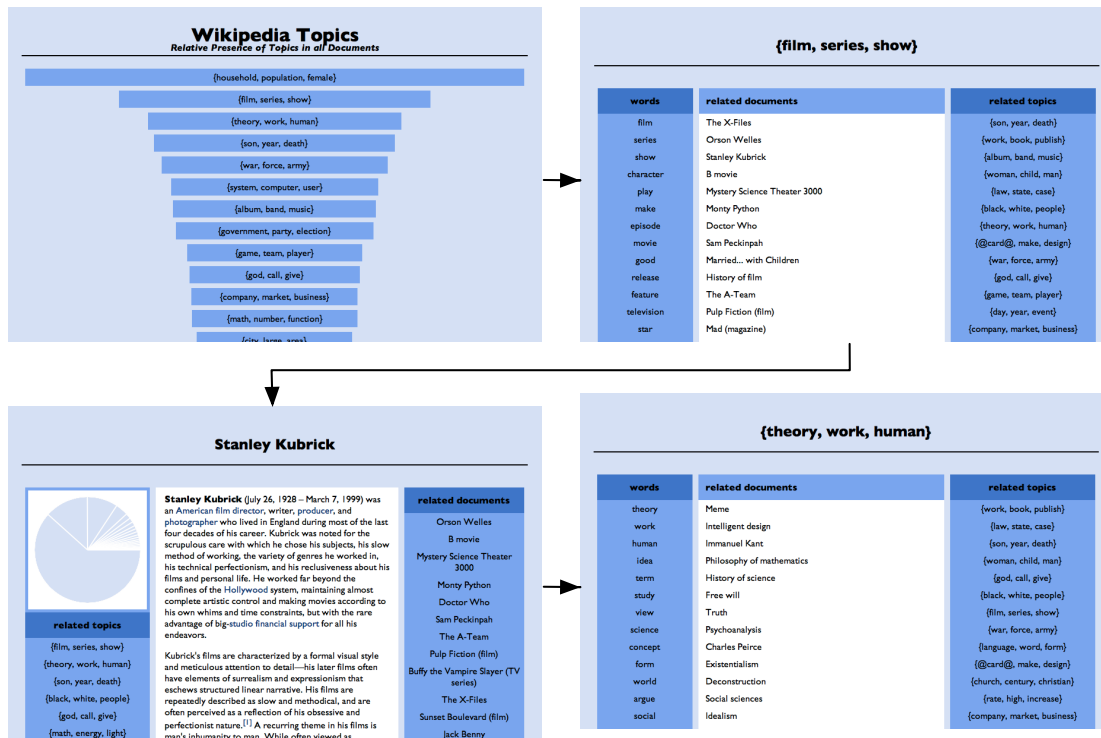 Wikipedia Topics
Relative Presence of Topics in all Documents
{household, population, female}
{film, series, show}
{theory, work, human}
{son, year, death}
{war, force, army}
{system, computer, user}
{album, band, music}
{government, party, election}
{game, team, player}
{god, call, give}
{company, market, business}
{math, number, function}
{city, large, area}
{film, series, show}
words
film
series
show
character
play
make
episode
movie
good
release
feature
television
star
related documents
The X-Files
Orson Welles
Stanley Kubrick
B movie
Mystery Science Theater 3000
Monty Python
Doctor Who
Sam Peckinpah
Married... with Children
History of film
The A-Team
Pulp Fiction (film)
Mad (magazine)
related topics
{son, year, death}
{work, book, publish}
{album, band, music}
{woman, child, man}
{law, state, case}
{black, white, people}
{theory, work, human}
{@card@, make, design}
{war, force, army}
{god, call, give}
{game, team, player}
{day, year, event}
{company, market, business}
Stanley Kubrick
related topics
{film, series, show}
{theory, work, human}
{son, year, death}
{black, white, people}
{god, call, give}
{math, energy, light}
Stanley Kubrick (July 26, 1928 – March 7, 1999) was
an American film director, writer, producer, and
photographer who lived in England during most of the last
four decades of his career. Kubrick was noted for the
scrupulous care with which he chose his subjects, his slow
method of working, the variety of genres he worked in,
his technical perfectionism, and his reclusiveness about his
films and personal life. He worked far beyond the
confines of the Hollywood system, maintaining almost
complete artistic control and making movies according to
his own whims and time constraints, but with the rare
advantage of big-studio financial support for all his
endeavors.
Kubrick's films are characterized by a formal visual style
and meticulous attention to detail—his later films often
have elements of surrealism and expressionism that
eschews structured linear narrative. His films are
repeatedly described as slow and methodical, and are
often perceived as a reflection of his obsessive and
perfectionist nature.[1] A recurring theme in his films is
man's inhumanity to man. While often viewed as
related documents
Orson Welles
B movie
Mystery Science Theater
3000
Monty Python
Doctor Who
Sam Peckinpah
The A-Team
Pulp Fiction (film)
Buffy the Vampire Slayer (TV
series)
The X-Files
Sunset Boulevard (film)
Jack Benny
{theory, work, human}
words
theory
work
human
idea
term
study
view
science
concept
form
world
argue
social
related documents
Meme
Intelligent design
Immanuel Kant
Philosophy of mathematics
History of science
Free will
Truth
Psychoanalysis
Charles Peirce
Existentialism
Deconstruction
Social sciences
Idealism
related topics
{work, book, publish}
{law, state, case}
{son, year, death}
{woman, child, man}
{god, call, give}
{black, white, people}
{film, series, show}
{war, force, army}
{language, word, form}
{@card@, make, design}
{church, century, christian}
{rate, high, increase}
{company, market, business}